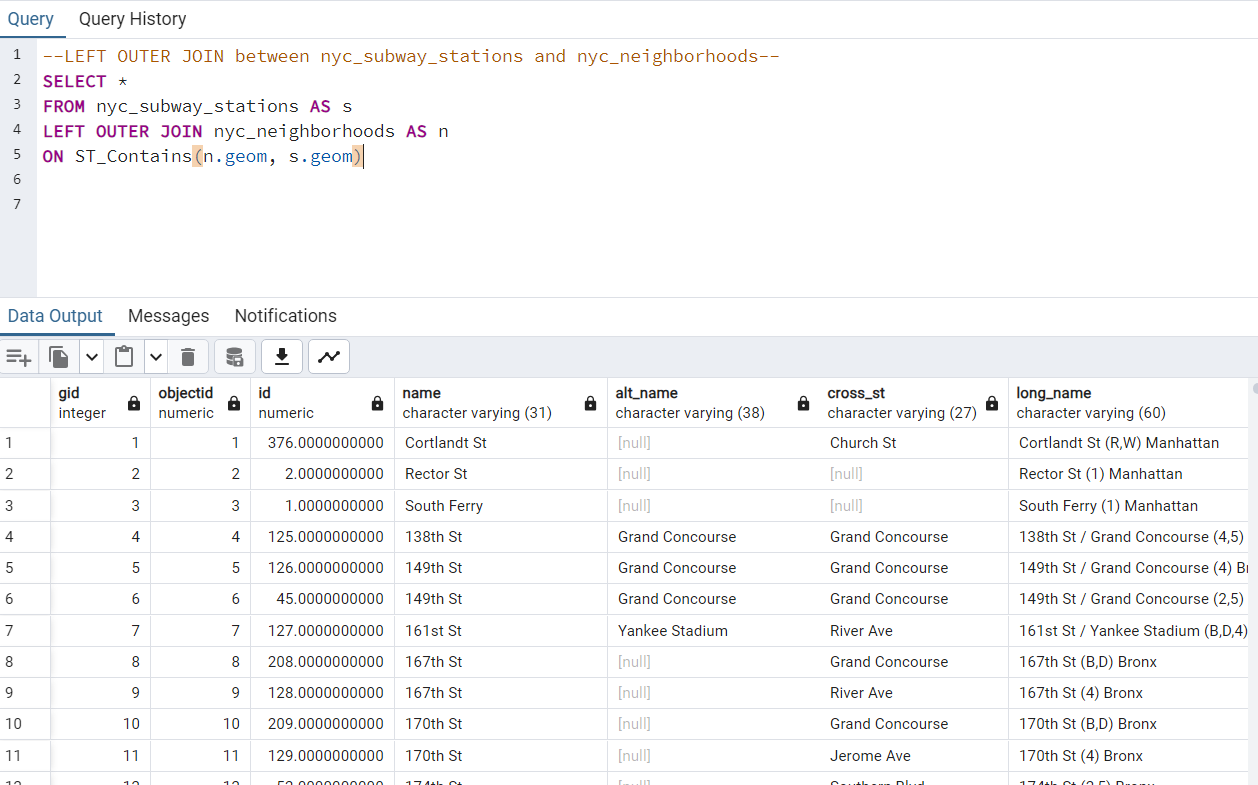 Query Query History
1 --LEFT OUTER JOIN between nyc_subway_stations and nyc_neighborhoods--
2 SELECT *
3 FROM nyc_subway_stations AS s
4 LEFT OUTER JOIN nyc_neighborhoods AS n
5 ON ST_Contains(n.geom, s.geom)
6
7
Data Output Messages Notifications
gid objectid id name alt_name cross_st long_name
integer numeric numeric character varying (31) character varying (38) character varying (27) character varying (60)
1 1 1 376.0000000000 Cortlandt St [null] Church St Cortlandt St (R,W) Manhattan
2 2 2 2.0000000000 Rector St [null] [null] Rector St (1) Manhattan
3 3 3 1.0000000000 South Ferry [null] [null] South Ferry (1) Manhattan
4 4 4 125.0000000000 138th St Grand Concourse Grand Concourse 138th St / Grand Concourse (4,5)
5 5 5 126.0000000000 149th St Grand Concourse Grand Concourse 149th St / Grand Concourse (4) B
6 6 6 45.0000000000 149th St Grand Concourse Grand Concourse 149th St / Grand Concourse (2,5)
7 7 7 127.0000000000 161st St Yankee Stadium River Ave 161st St / Yankee Stadium (B,D,4)
8 8 8 208.0000000000 167th St [null] Grand Concourse 167th St (B,D) Bronx
9 9 9 128.0000000000 167th St [null] River Ave 167th St (4) Bronx
10 10 10 209.0000000000 170th St [null] Grand Concourse 170th St (B,D) Bronx
11 11 11 129.0000000000 170th St [null] Jerome Ave 170th St (4) Bronx